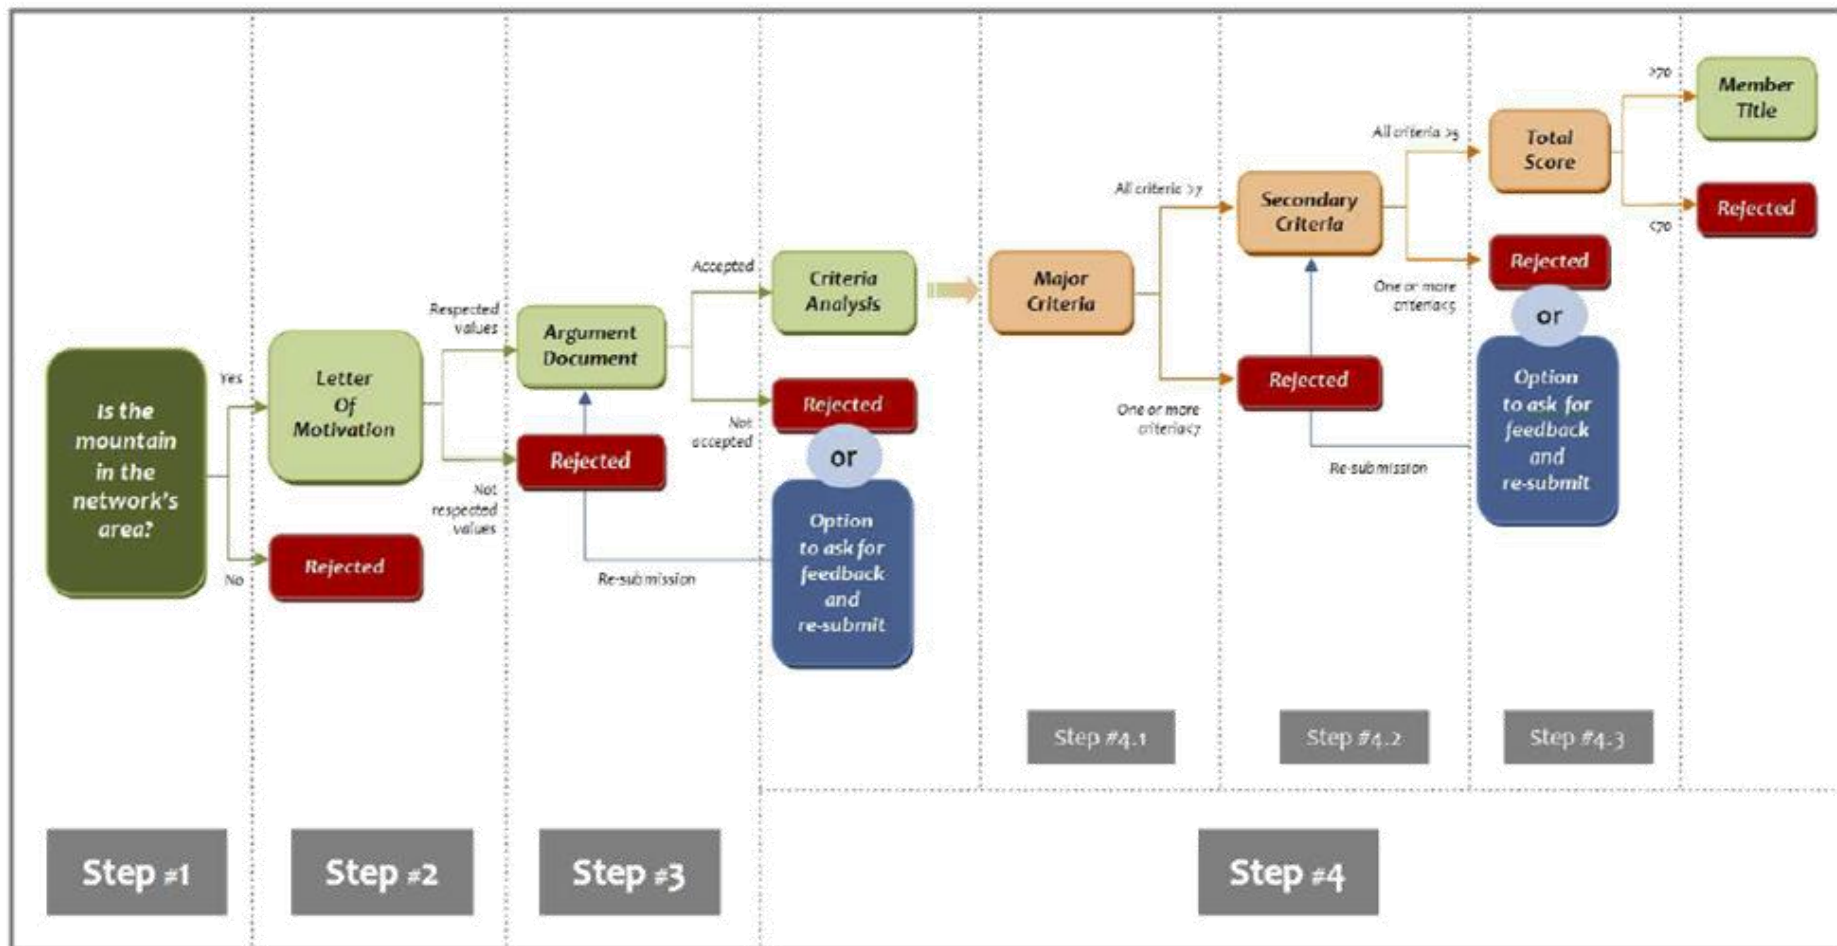 Is the
mountain
in the
network's
area?
Yes
No
Letter
Of
Motivation
Rejected
Respected
values
Not
respected
values
Argument
Document
Rejected
Re-submission
Accepted
Not
accepted
Criteria
Analysis
Rejected
or
Option
to ask for
feedback
and
re-submit
Major
Criteria
All criteria >7
One or more
criteria<7
Secondary
Criteria
Rejected
Re-submission
All criteria >5
One or more
criteria<5
Total
Score
Rejected
or
Option
to ask for
feedback
and
re-submit
>70
<70
Member
Title
Rejected
Step #4.1
Step #4.2
Step #4.3
Step #1
Step #2
Step #3
Step #4